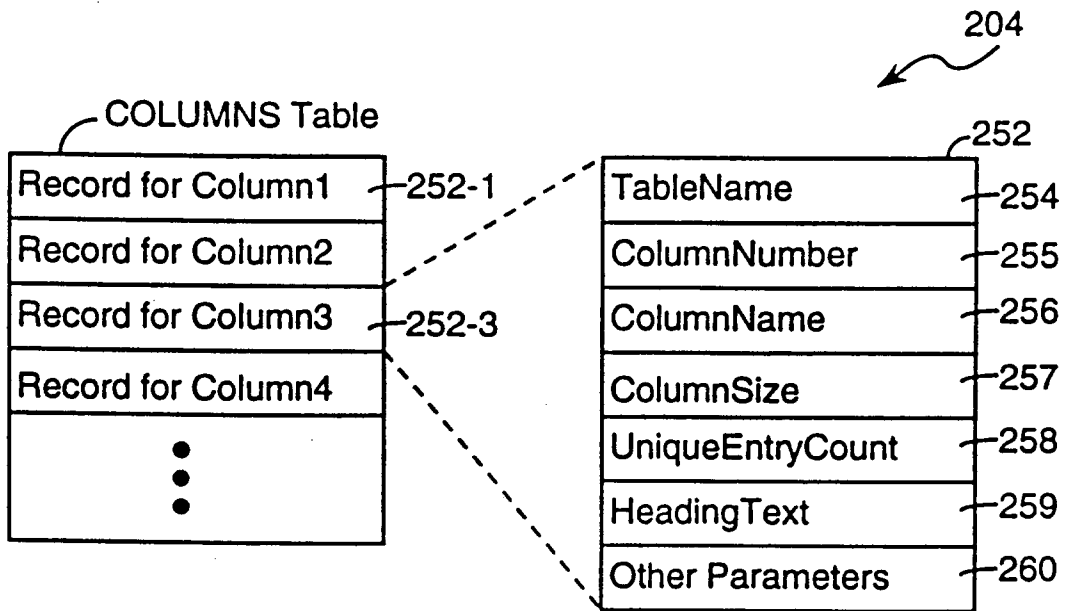 204
COLUMNS Table
Record for Column1
252-1
Record for Column2
Record for Column3
252-3
Record for Column4
252
TableName
254
ColumnNumber
255
ColumnName
256
ColumnSize
257
UniqueEntryCount
258
HeadingText
259
Other Parameters
260